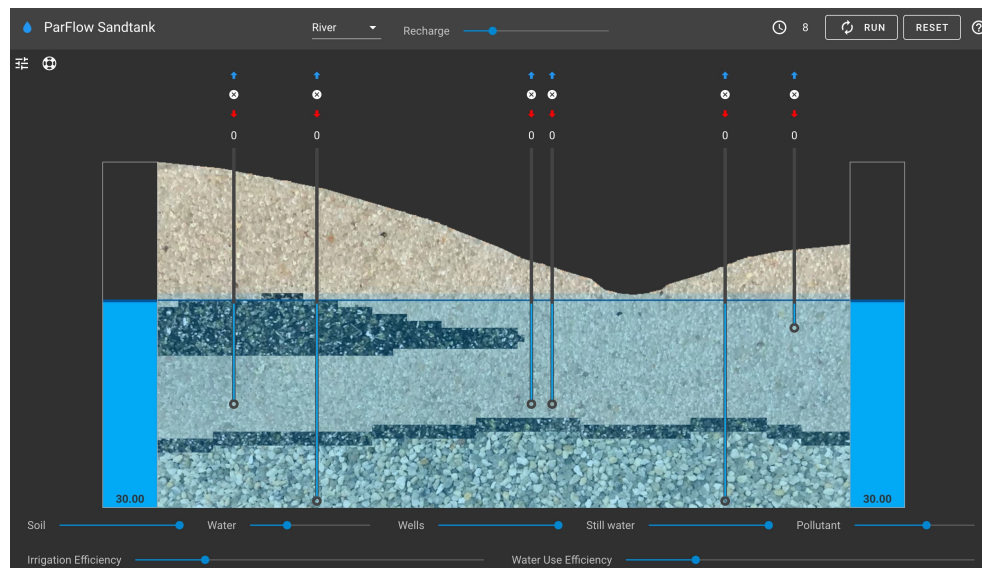 ParFlow Sandtank
River
Recharge
8
RUN
RESET
0 0 0 0 0 0
30.00 30.00
Soil Water Wells Still water Pollutant
Irrigation Efficiency Water Use Efficiency